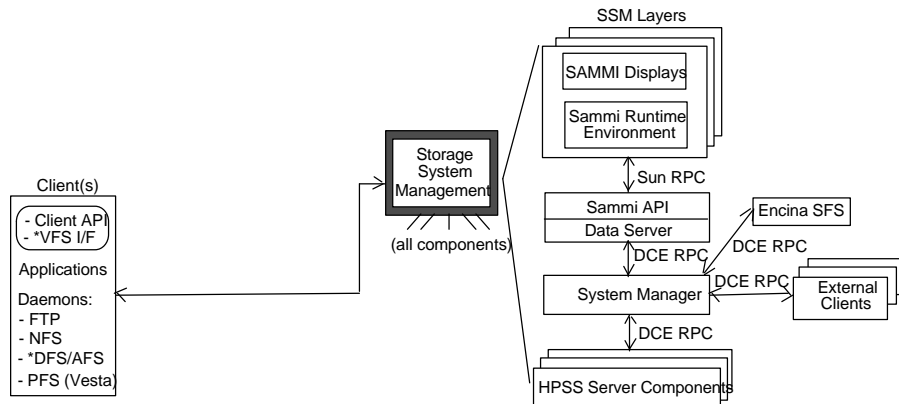 SSM Layers
SAMMI Displays
Sammi Runtime
Environment
Storage
System
Management
(all components)
Sun RPC
Client(s)
- Client API
- *VFS I/F
Applications
Daemons:
- FTP
- NFS
- *DFS/AFS
- PFS (Vesta)
Sammi API
Data Server
Encina SFS
DCE RPC
DCE RPC
System Manager
DCE RPC
External
Clients
DCE RPC
HPSS Server Components